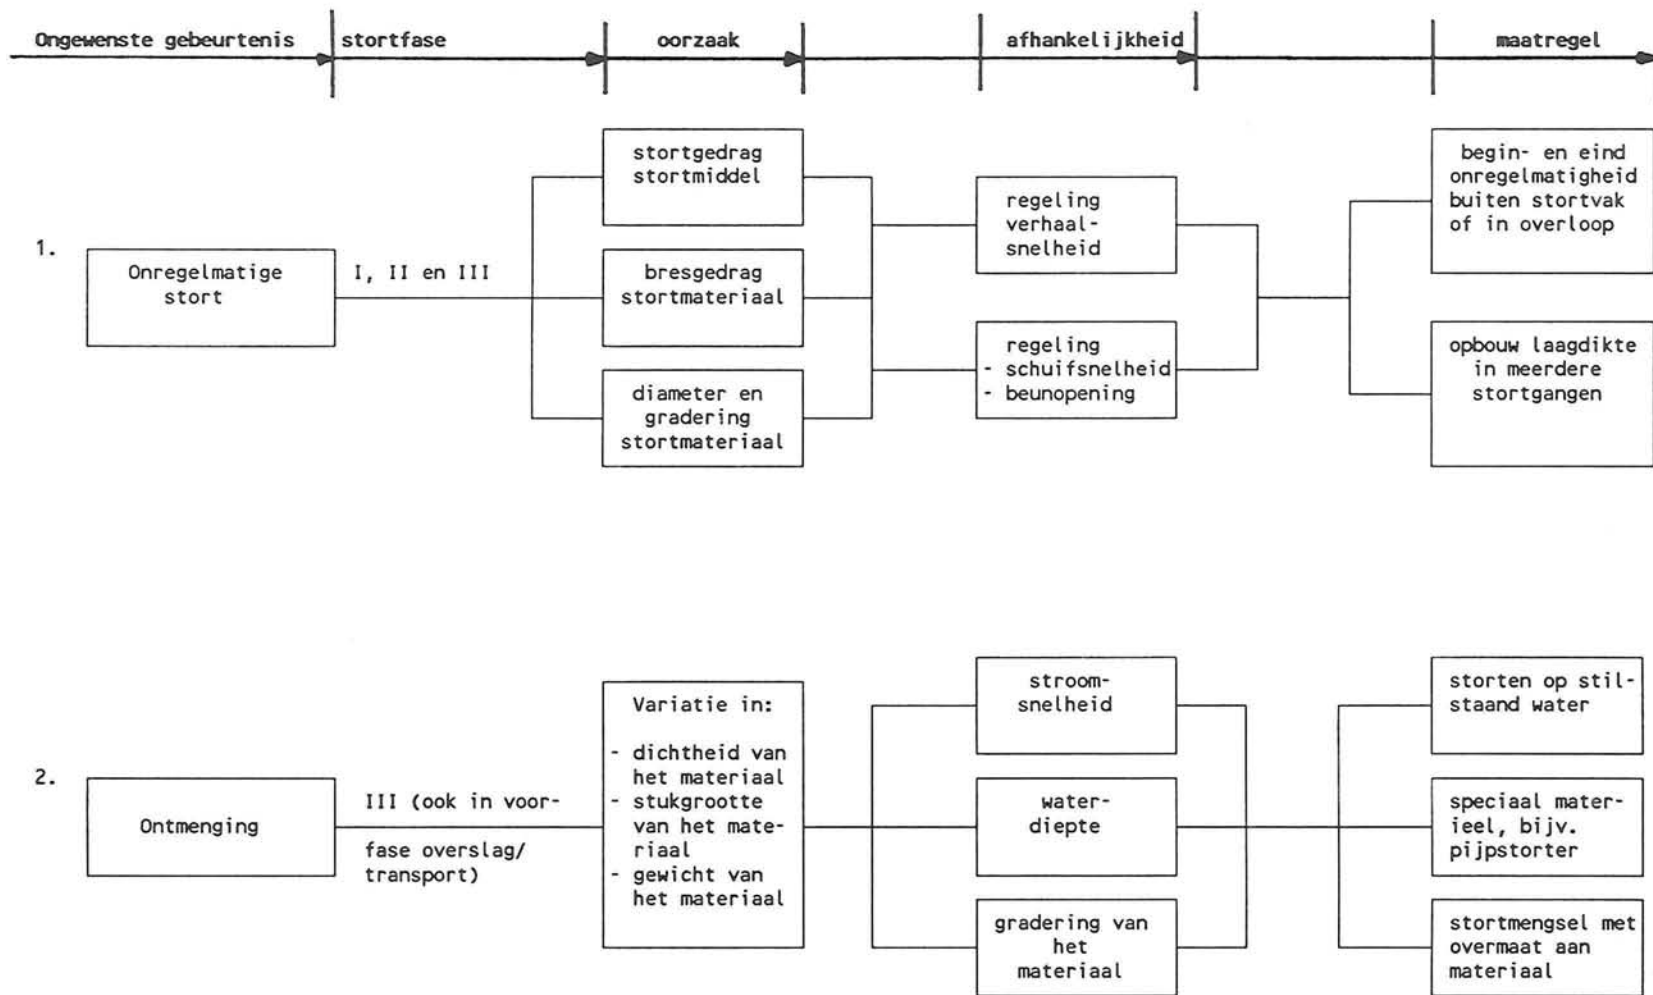 Ongewenste gebeurtenis
stortfase
oorzaak
afhankelijkheid
maatregel
1.
Onregelmatige
stort
I, II en III
stortgedrag
stortmiddel
bresgedrag
stortmateriaal
diameter en
gradering
stortmateriaal
regeling
verhaal-
snelheid
regeling
- schuifsnelheid
- beunopening
begin- en eind
onregelmatigheid
buiten stortvak
of in overloop
opbouw laagdikte
in meerdere
stortgangen
2.
Ontmenging
III (ook in voor-
fase overslag/
transport)
Variatie in:
- dichtheid van
het materiaal
- stukgrootte
van het mate-
riaal
- gewicht van
het materiaal
stroom-
snelheid
water-
diepte
gradering van
het
materiaal
storten op stil-
staand water
speciaal mater-
ieel, bijv.
pijpstorter
stortmengsel met
overmaat aan
materiaal